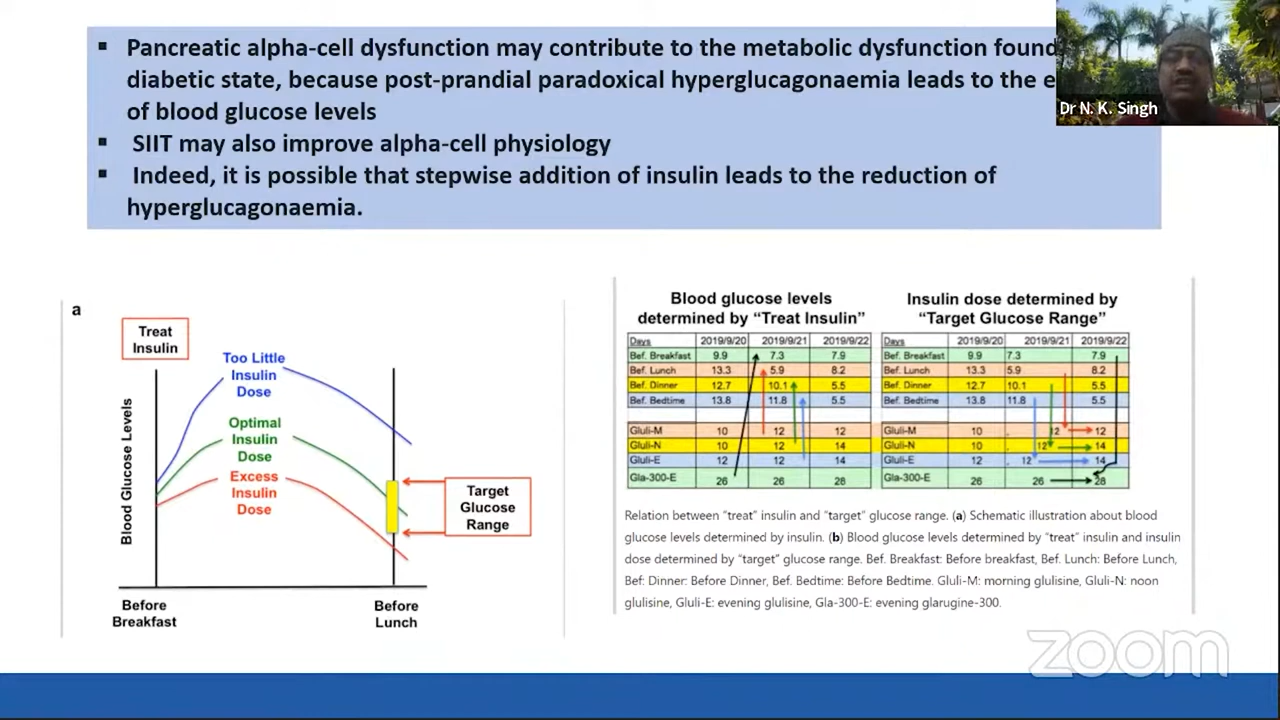 ▪ Pancreatic alpha-cell dysfunction may contribute to the metabolic dysfunction found
diabetic state, because post-prandial paradoxical hyperglucagonaemia leads to the
of blood glucose levels
▪ SIIT may also improve alpha-cell physiology
▪ Indeed, it is possible that stepwise addition of insulin leads to the reduction of
hyperglucagonaemia.
Dr N. K. Singh
a
Treat
Insulin
Too Little
Insulin
Dose
Optimal
Insulin
Dose
Excess
Insulin
Dose
Blood Glucose Levels
Target
Glucose
Range
Before
Breakfast
Before
Lunch
Blood glucose levels
determined by “Treat Insulin”
Days 2019/9/20 2019/9/21 2019/9/22
Bef. Breakfast 9.9 7.3 7.9
Bef. Lunch 13.3 5.9 8.2
Bef. Dinner 12.7 10.1 5.5
Bef. Bedtime 13.8 11.8 5.5
Gluli-M 10 12 12
Gluli-N 10 12 14
Gluli-E 12 12 14
Gla-300-E 26 26 28
Insulin dose determined by
“Target Glucose Range”
Days 2019/9/20 2019/9/21 2019/9/22
Bef. Breakfast 9.9 7.3 7.9
Bef. Lunch 13.3 5.9 8.2
Bef. Dinner 12.7 10.1 5.5
Bef. Bedtime 13.8 11.8 5.5
Gluli-M 10 12 12
Gluli-N 10 12 14
Gluli-E 12 12 14
Gla-300-E 26 26 28
Relation between “treat” insulin and “target” glucose range. (a) Schematic illustration about blood
glucose levels determined by insulin. (b) Blood glucose levels determined by “treat” insulin and insulin
dose determined by “target” glucose range. Bef. Breakfast: Before breakfast, Bef. Lunch: Before Lunch,
Bef: Dinner: Before Dinner, Bef. Bedtime: Before Bedtime. Gluli-M: morning glulisine, Gluli-N: noon
glulisine, Gluli-E: evening glulisine, Gla-300-E: evening glarugine-300.
zoom